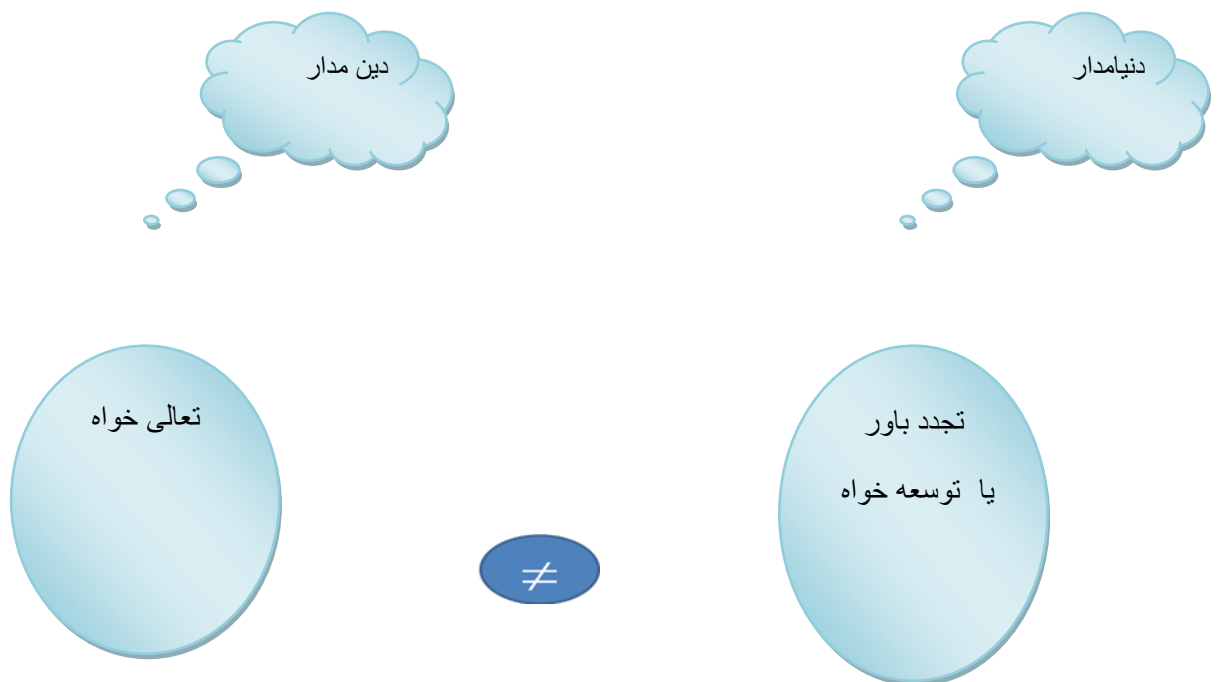 دنیامدار
دین مدار
تجدد باور
یا توسعه خواه
تعالی خواه
≠